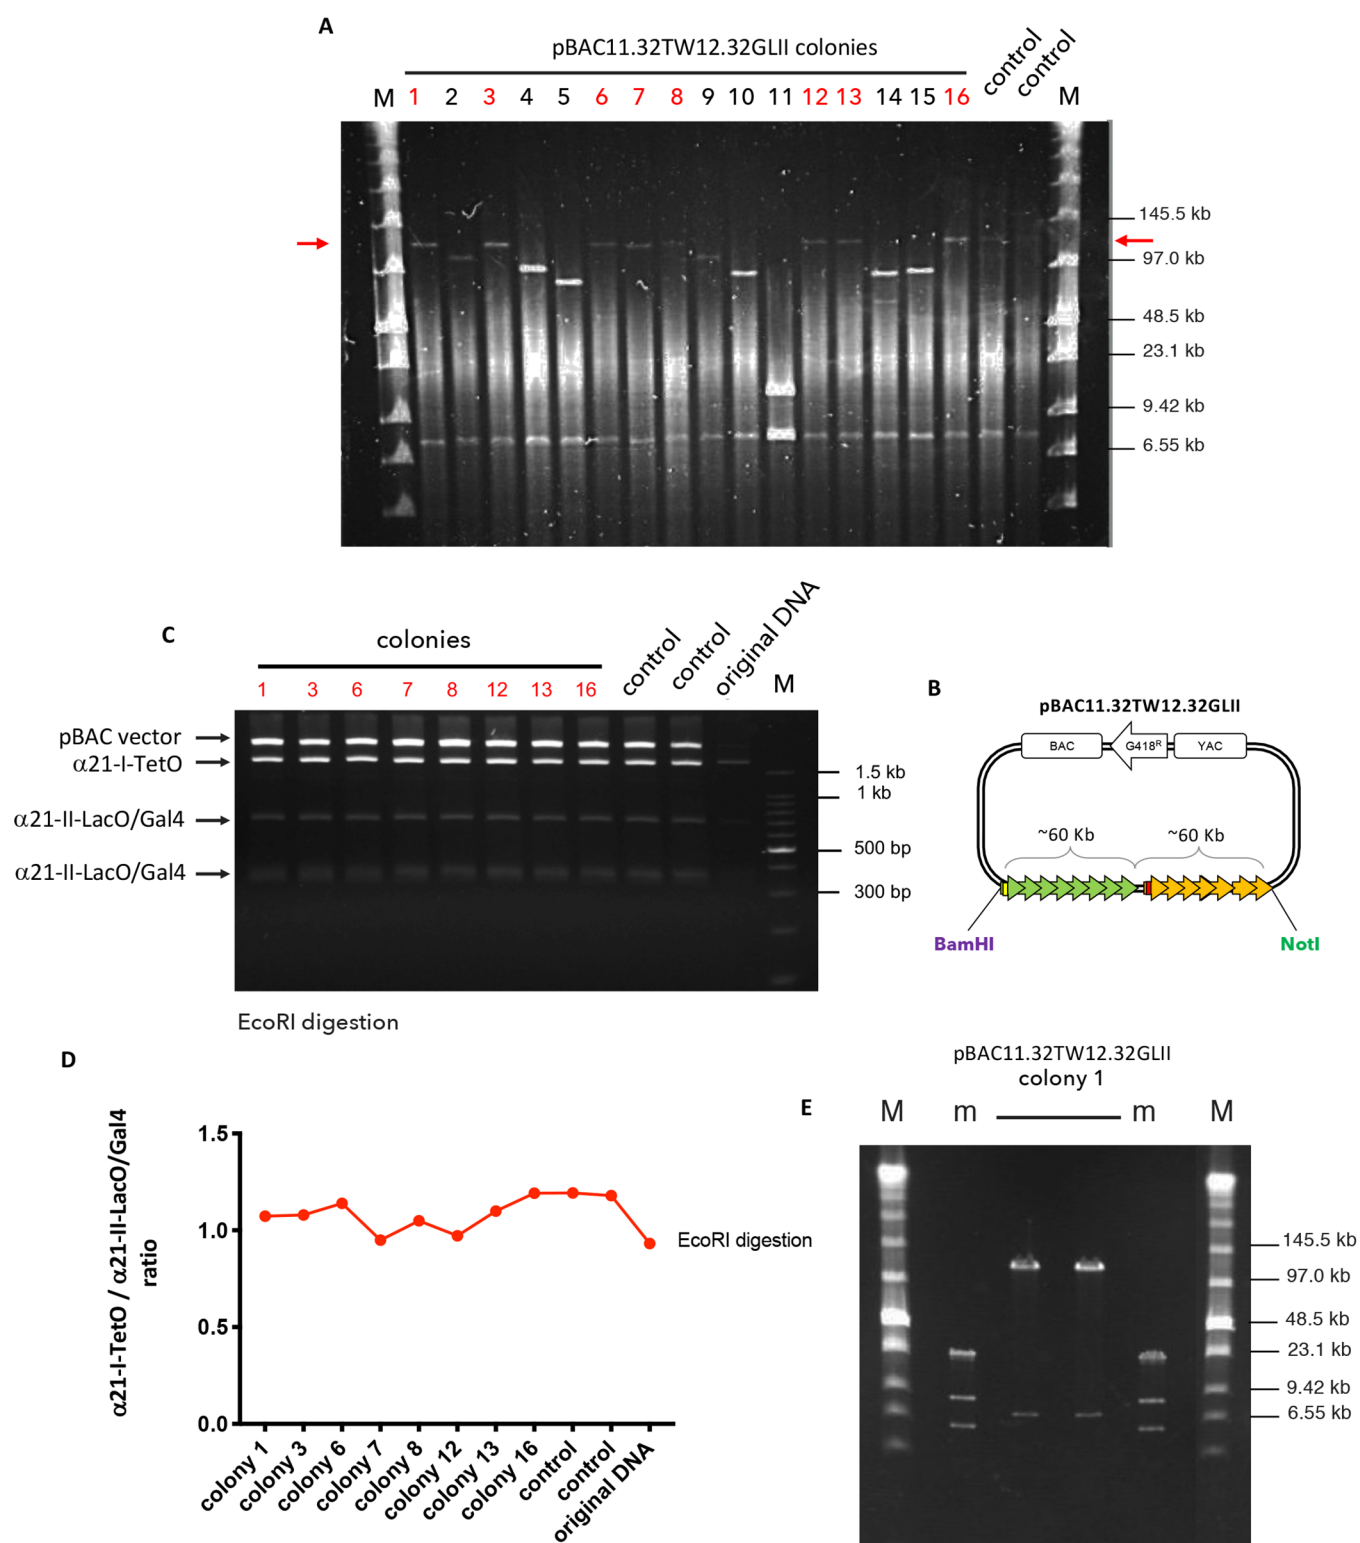 A
pBAC11.32TW12.32GLII colonies
control
control
M 1 2 3 4 5 6 7 8 9 10 11 12 13 14 15 16 M
145.5 kb
97.0 kb
48.5 kb
23.1 kb
9.42 kb
6.55 kb
C
colonies
control
control
original DNA
1 3 6 7 8 12 13 16 M
pBAC vector
α21-I-TetO
α21-II-LacO/Gal4
α21-II-LacO/Gal4
1.5 kb
1 kb
500 bp
300 bp
EcoRI digestion
B
pBAC11.32TW12.32GLII
BAC
G418R
YAC
~60 Kb
~60 Kb
BamHI
NotI
D
α21-I-TetO / α21-II-LacO/Gal4
ratio
1.5
1.0
0.5
0.0
EcoRI digestion
colony 1
colony 3
colony 6
colony 7
colony 8
colony 12
colony 13
colony 16
control
control
original DNA
E
pBAC11.32TW12.32GLII
colony 1
M m m M
145.5 kb
97.0 kb
48.5 kb
23.1 kb
9.42 kb
6.55 kb